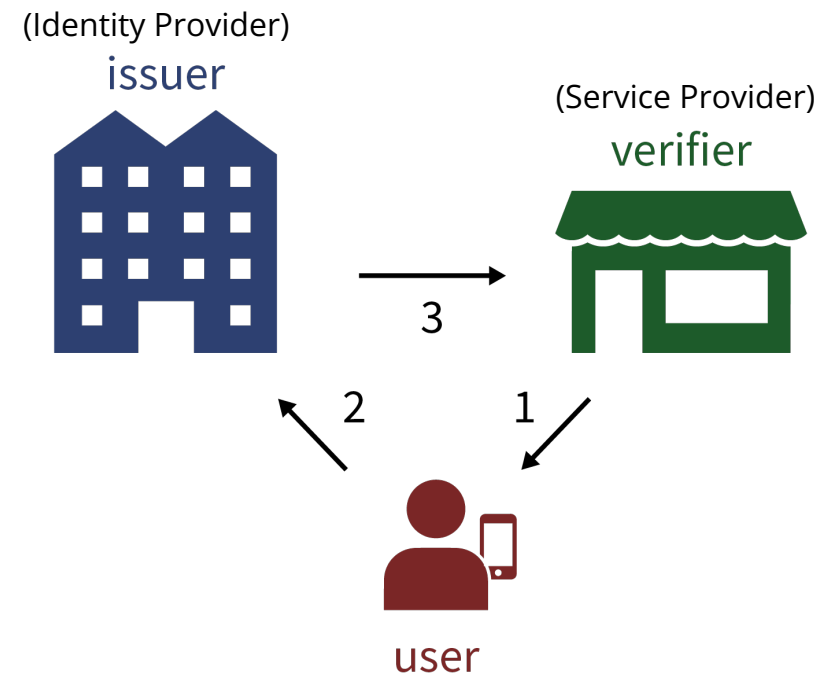 (Identity Provider)
issuer
(Service Provider)
verifier
3
2
1
user